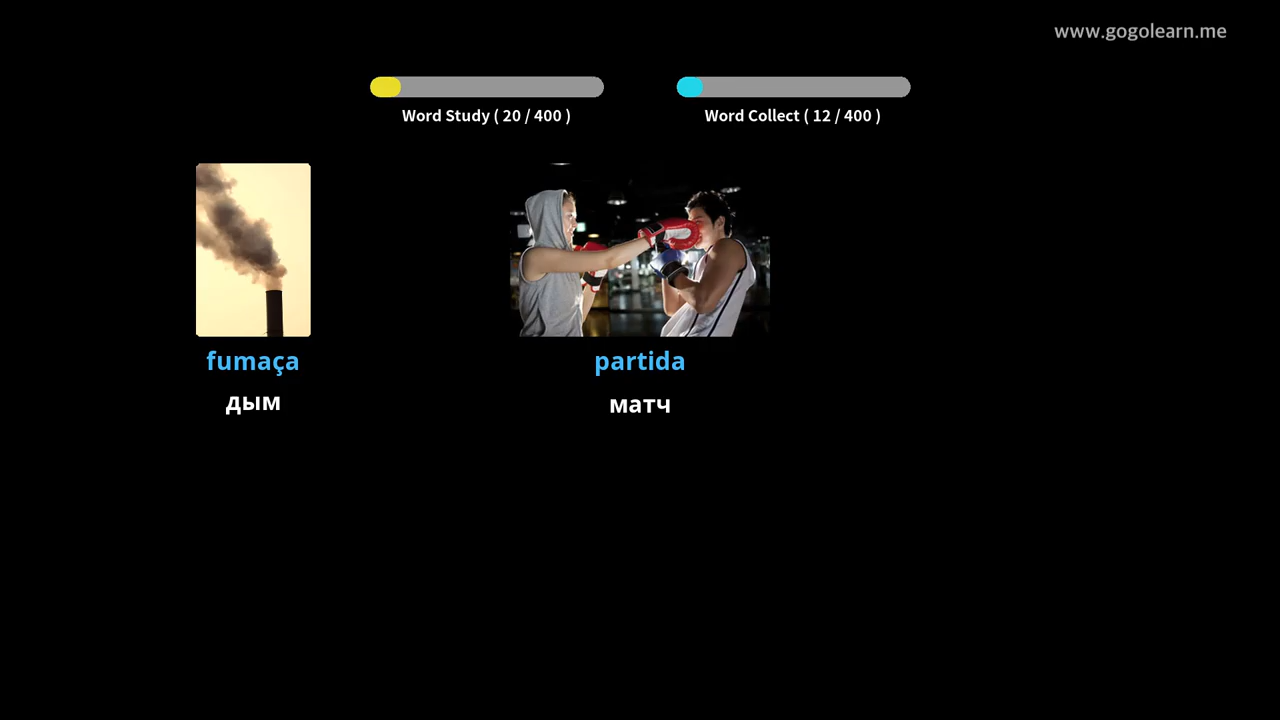 www.gogolearn.me
Word Study ( 20 / 400 )
Word Collect ( 12 / 400 )
fumaça
дым
partida
матч